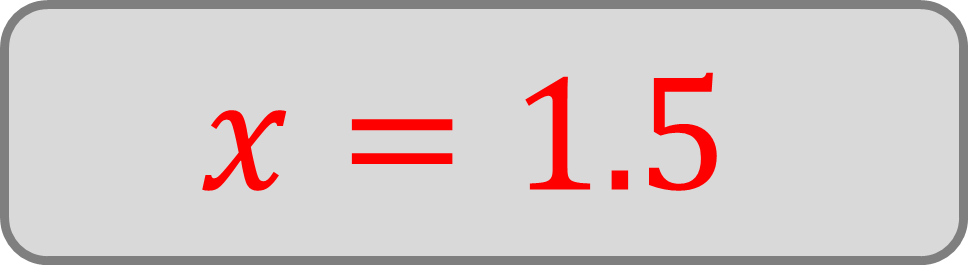 x = 1.5